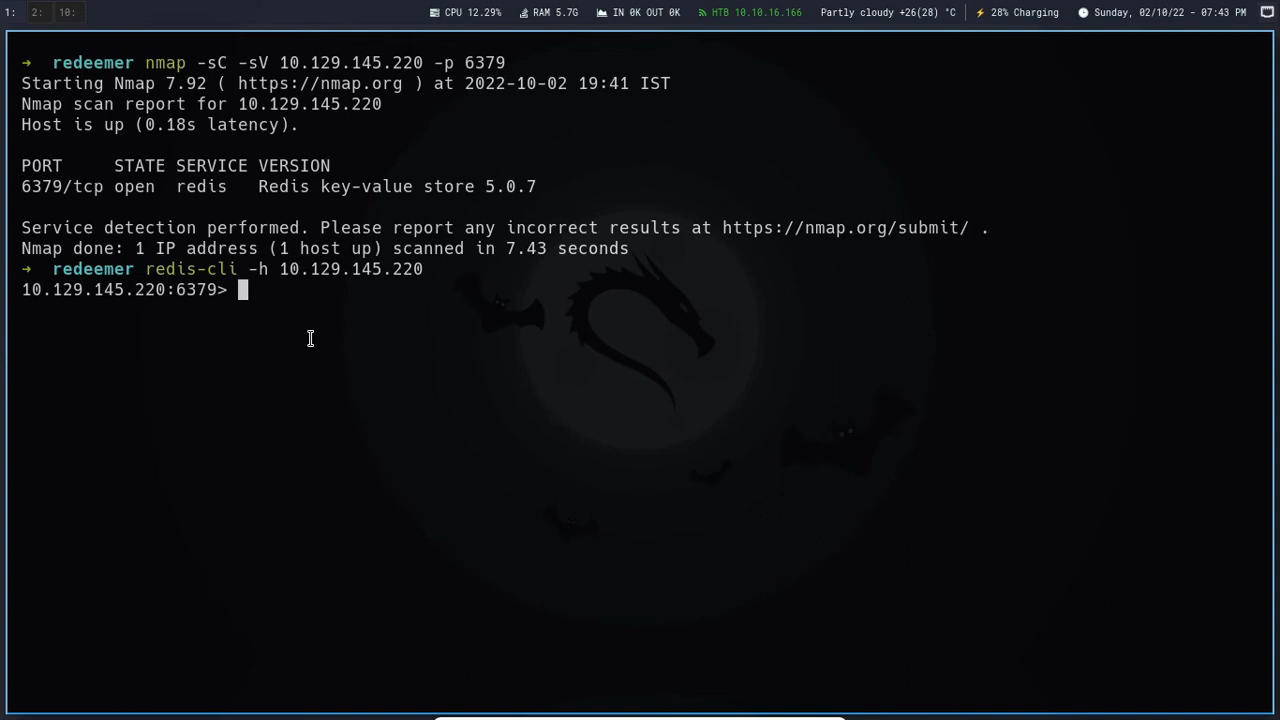 1: 2: 10: CPU 12.29% RAM 5.7G IN 0K OUT 0K HTB 10.10.16.166 Partly cloudy +26(28) °C 28% Charging Sunday, 02/10/22 - 07:43 PM
→ redeemer nmap -sC -sV 10.129.145.220 -p 6379
Starting Nmap 7.92 ( https://nmap.org ) at 2022-10-02 19:41 IST
Nmap scan report for 10.129.145.220
Host is up (0.18s latency).
PORT     STATE SERVICE VERSION
6379/tcp open  redis   Redis key-value store 5.0.7
Service detection performed. Please report any incorrect results at https://nmap.org/submit/ .
Nmap done: 1 IP address (1 host up) scanned in 7.43 seconds
→ redeemer redis-cli -h 10.129.145.220
10.129.145.220:6379>